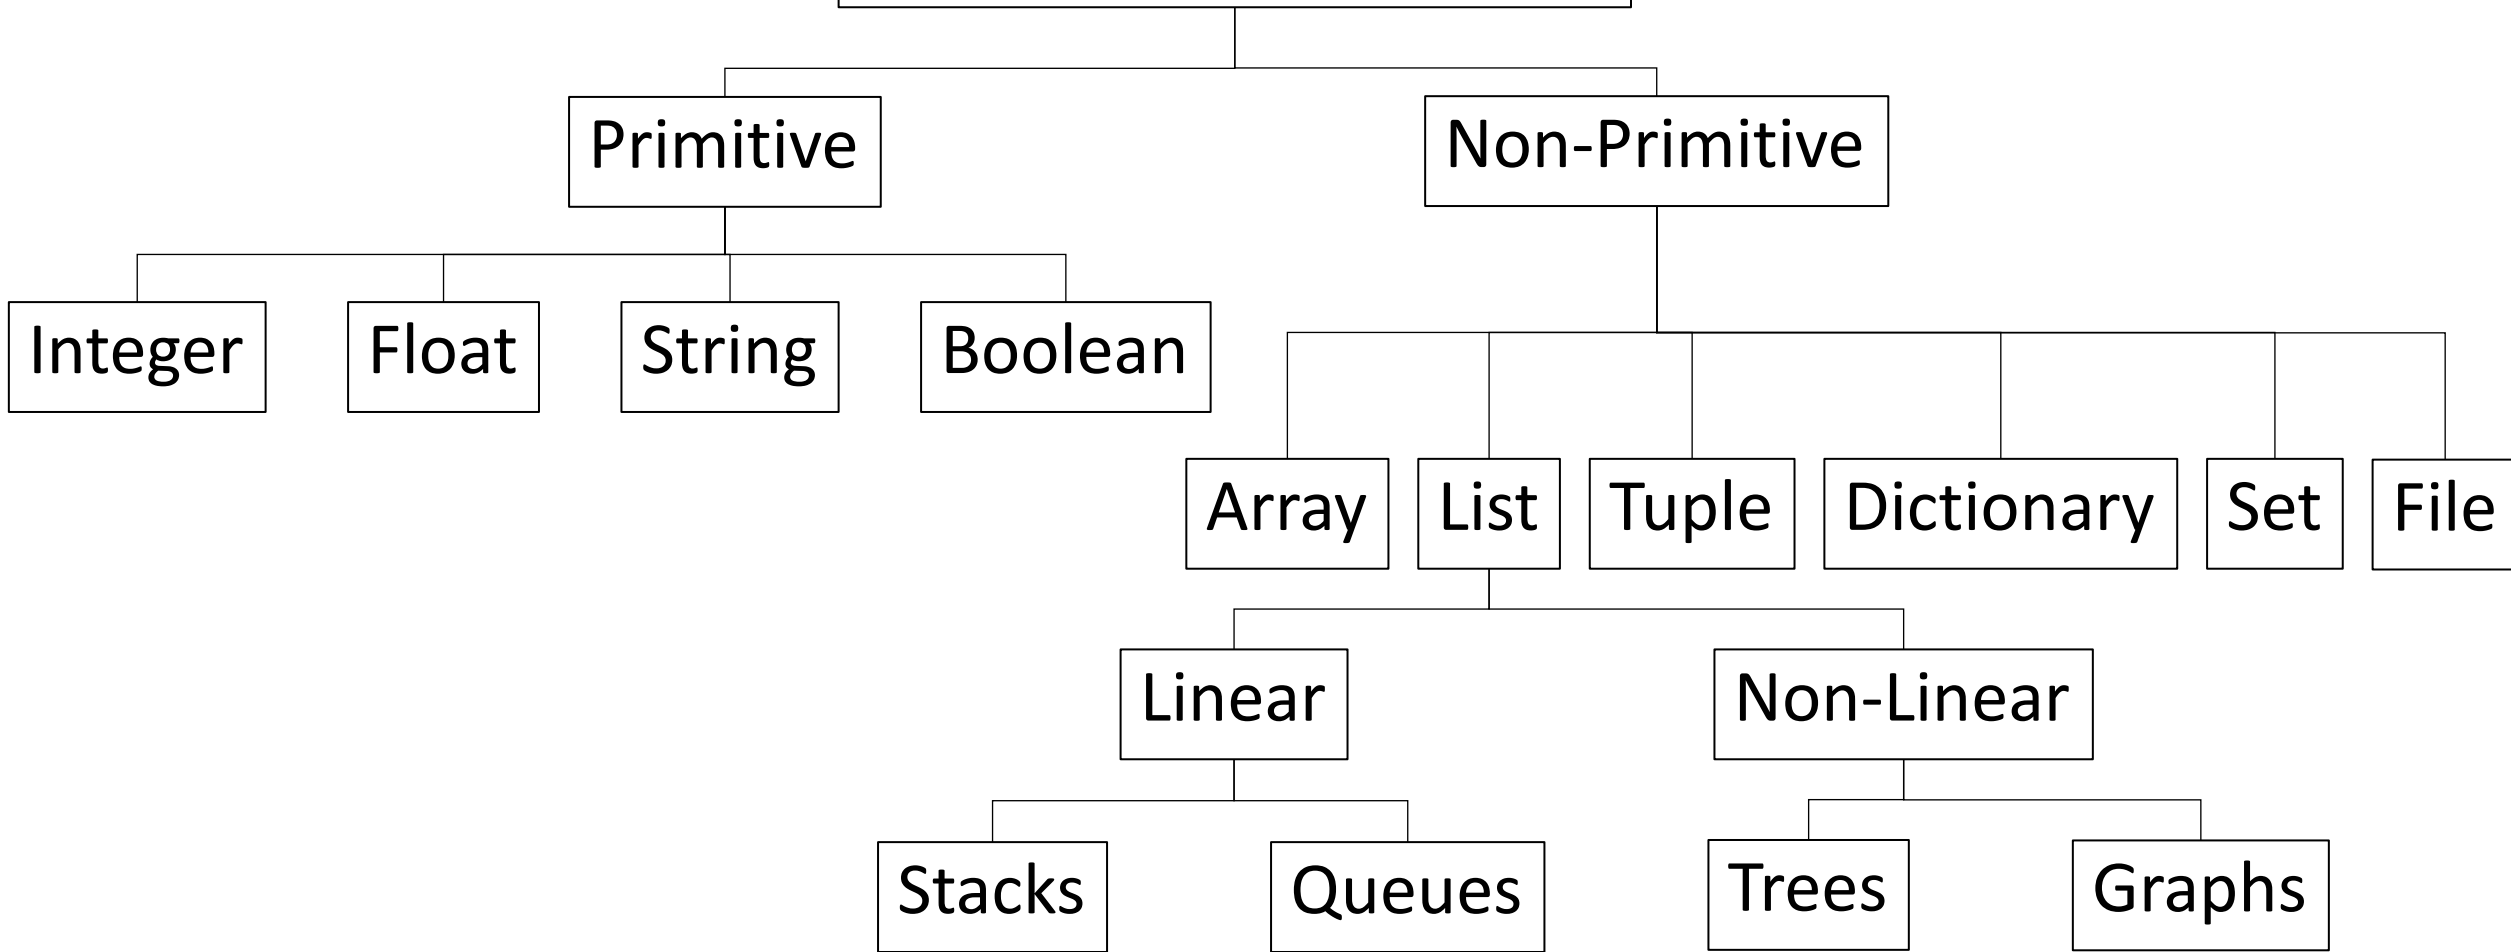 Primitive
Non-Primitive
Integer
Float
String
Boolean
Array
List
Tuple
Dictionary
Set
File
Linear
Non-Linear
Stacks
Queues
Trees
Graphs